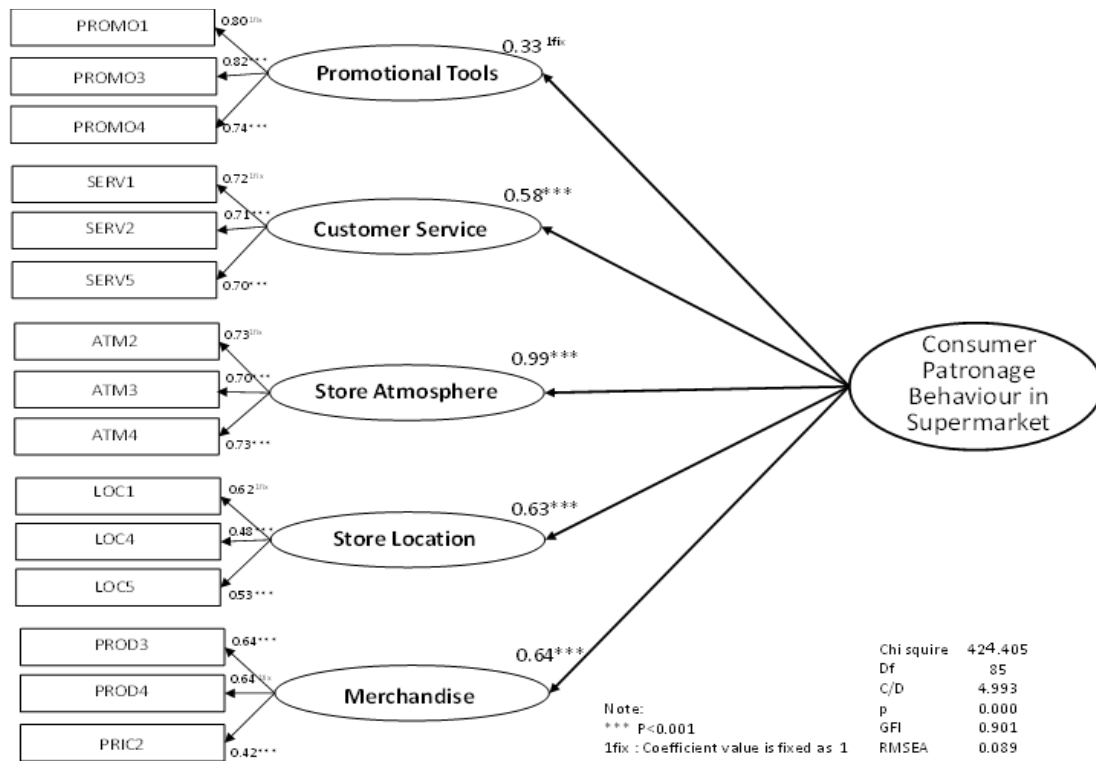 PROMO1
0.80 1fix
PROMO3
0.82***
PROMO4
0.74***
Promotional Tools
0.33 1fix
SERV1
0.72 1fix
SERV2
0.71***
SERV5
0.70***
Customer Service
0.58***
ATM2
0.73 1fix
ATM3
0.70***
ATM4
0.73***
Store Atmosphere
0.99***
LOC1
0.62 1fix
LOC4
0.48***
LOC5
0.53***
Store Location
0.63***
PROD3
0.64***
PROD4
0.64 1fix
PRIC2
0.42***
Merchandise
0.64***
Consumer
Patronage
Behaviour in
Supermarket
Note:
*** P<0.001
1fix : Coefficient value is fixed as 1
Chi squire 424.405
Df 85
C/D 4.993
p 0.000
GFI 0.901
RMSEA 0.089